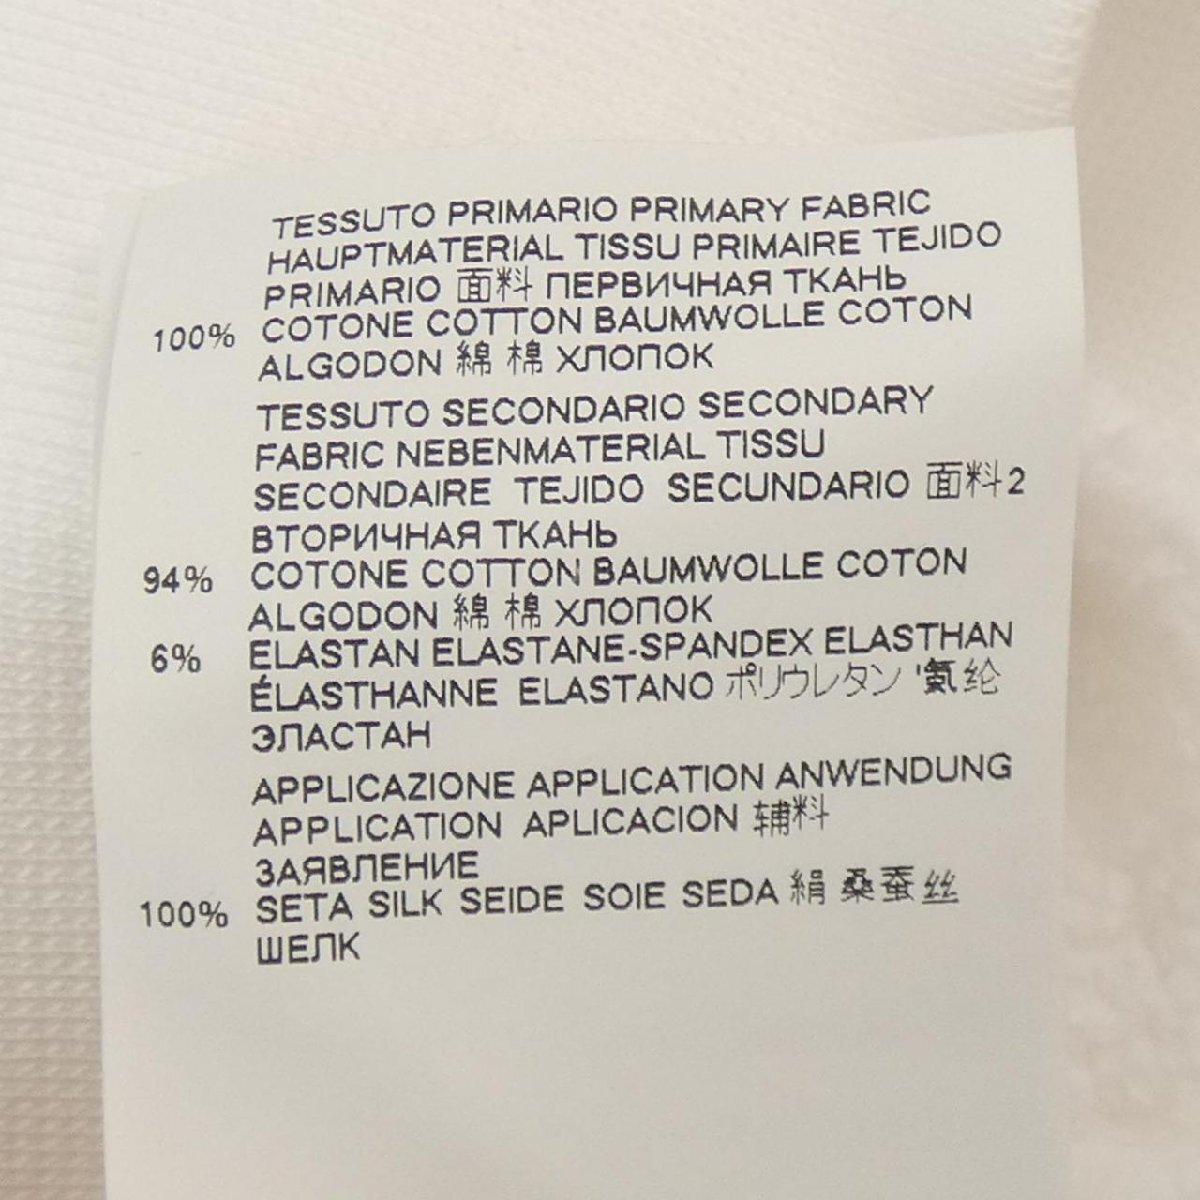 TESSUTO PRIMARIO PRIMARY FABRIC
HAUPTMATERIAL TISSU PRIMAIRE TEJIDO
PRIMARIO 面料 ПЕРВИЧНАЯ ТКАНЬ
100% COTONE COTTON BAUMWOLLE COTON
ALGODON 綿 棉 ХЛОПОК
TESSUTO SECONDARIO SECONDARY
FABRIC NEBENMATERIAL TISSU
SECONDAIRE TEJIDO SECUNDARIO 面料2
ВТОРИЧНАЯ ТКАНЬ
94% COTONE COTTON BAUMWOLLE COTON
ALGODON 綿 棉 ХЛОПОК
6% ELASTAN ELASTANE-SPANDEX ELASTHAN
ÉLASTHANNE ELASTANO ポリウレタン '氨纶
ЭЛАСТАН
APPLICAZIONE APPLICATION ANWENDUNG
APPLICATION APLICACION 辅料
ЗАЯВЛЕНИЕ
100% SETA SILK SEIDE SOIE SEDA 絹 桑蚕丝
ШЕЛК